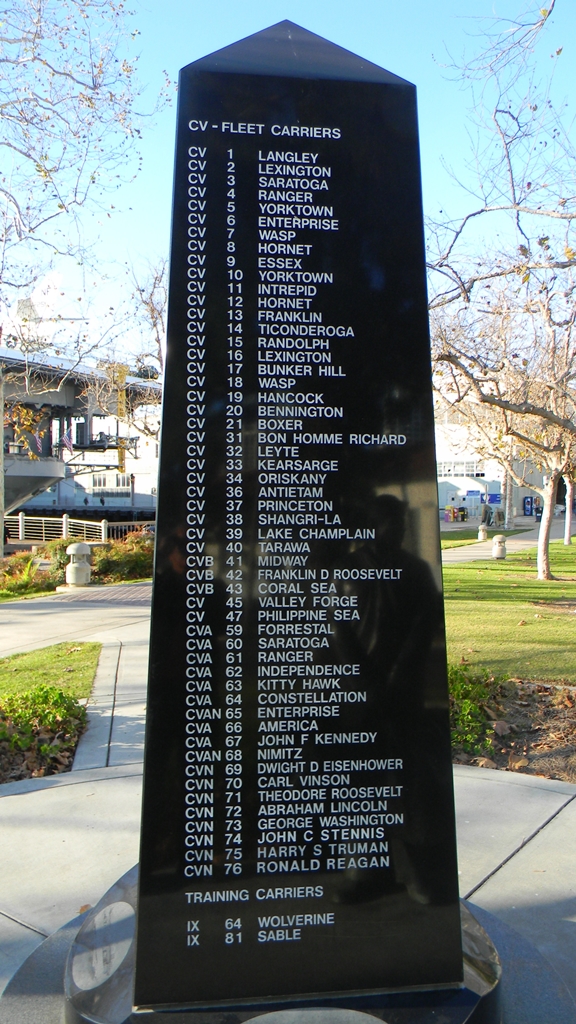 CV - FLEET CARRIERS
CV 1 LANGLEY
CV 2 LEXINGTON
CV 3 SARATOGA
CV 4 RANGER
CV 5 YORKTOWN
CV 6 ENTERPRISE
CV 7 WASP
CV 8 HORNET
CV 9 ESSEX
CV 10 YORKTOWN
CV 11 INTREPID
CV 12 HORNET
CV 13 FRANKLIN
CV 14 TICONDEROGA
CV 15 RANDOLPH
CV 16 LEXINGTON
CV 17 BUNKER HILL
CV 18 WASP
CV 19 HANCOCK
CV 20 BENNINGTON
CV 21 BOXER
CV 31 BON HOMME RICHARD
CV 32 LEYTE
CV 33 KEARSARGE
CV 34 ORISKANY
CV 36 ANTIETAM
CV 37 PRINCETON
CV 38 SHANGRI-LA
CV 39 LAKE CHAMPLAIN
CV 40 TARAWA
CVB 41 MIDWAY
CVB 42 FRANKLIN D ROOSEVELT
CVB 43 CORAL SEA
CV 45 VALLEY FORGE
CV 47 PHILIPPINE SEA
CVA 59 FORRESTAL
CVA 60 SARATOGA
CVA 61 RANGER
CVA 62 INDEPENDENCE
CVA 63 KITTY HAWK
CVA 64 CONSTELLATION
CVAN 65 ENTERPRISE
CVA 66 AMERICA
CVA 67 JOHN F KENNEDY
CVAN 68 NIMITZ
CVN 69 DWIGHT D EISENHOWER
CVN 70 CARL VINSON
CVN 71 THEODORE ROOSEVELT
CVN 72 ABRAHAM LINCOLN
CVN 73 GEORGE WASHINGTON
CVN 74 JOHN C STENNIS
CVN 75 HARRY S TRUMAN
CVN 76 RONALD REAGAN
TRAINING CARRIERS
IX 64 WOLVERINE
IX 81 SABLE